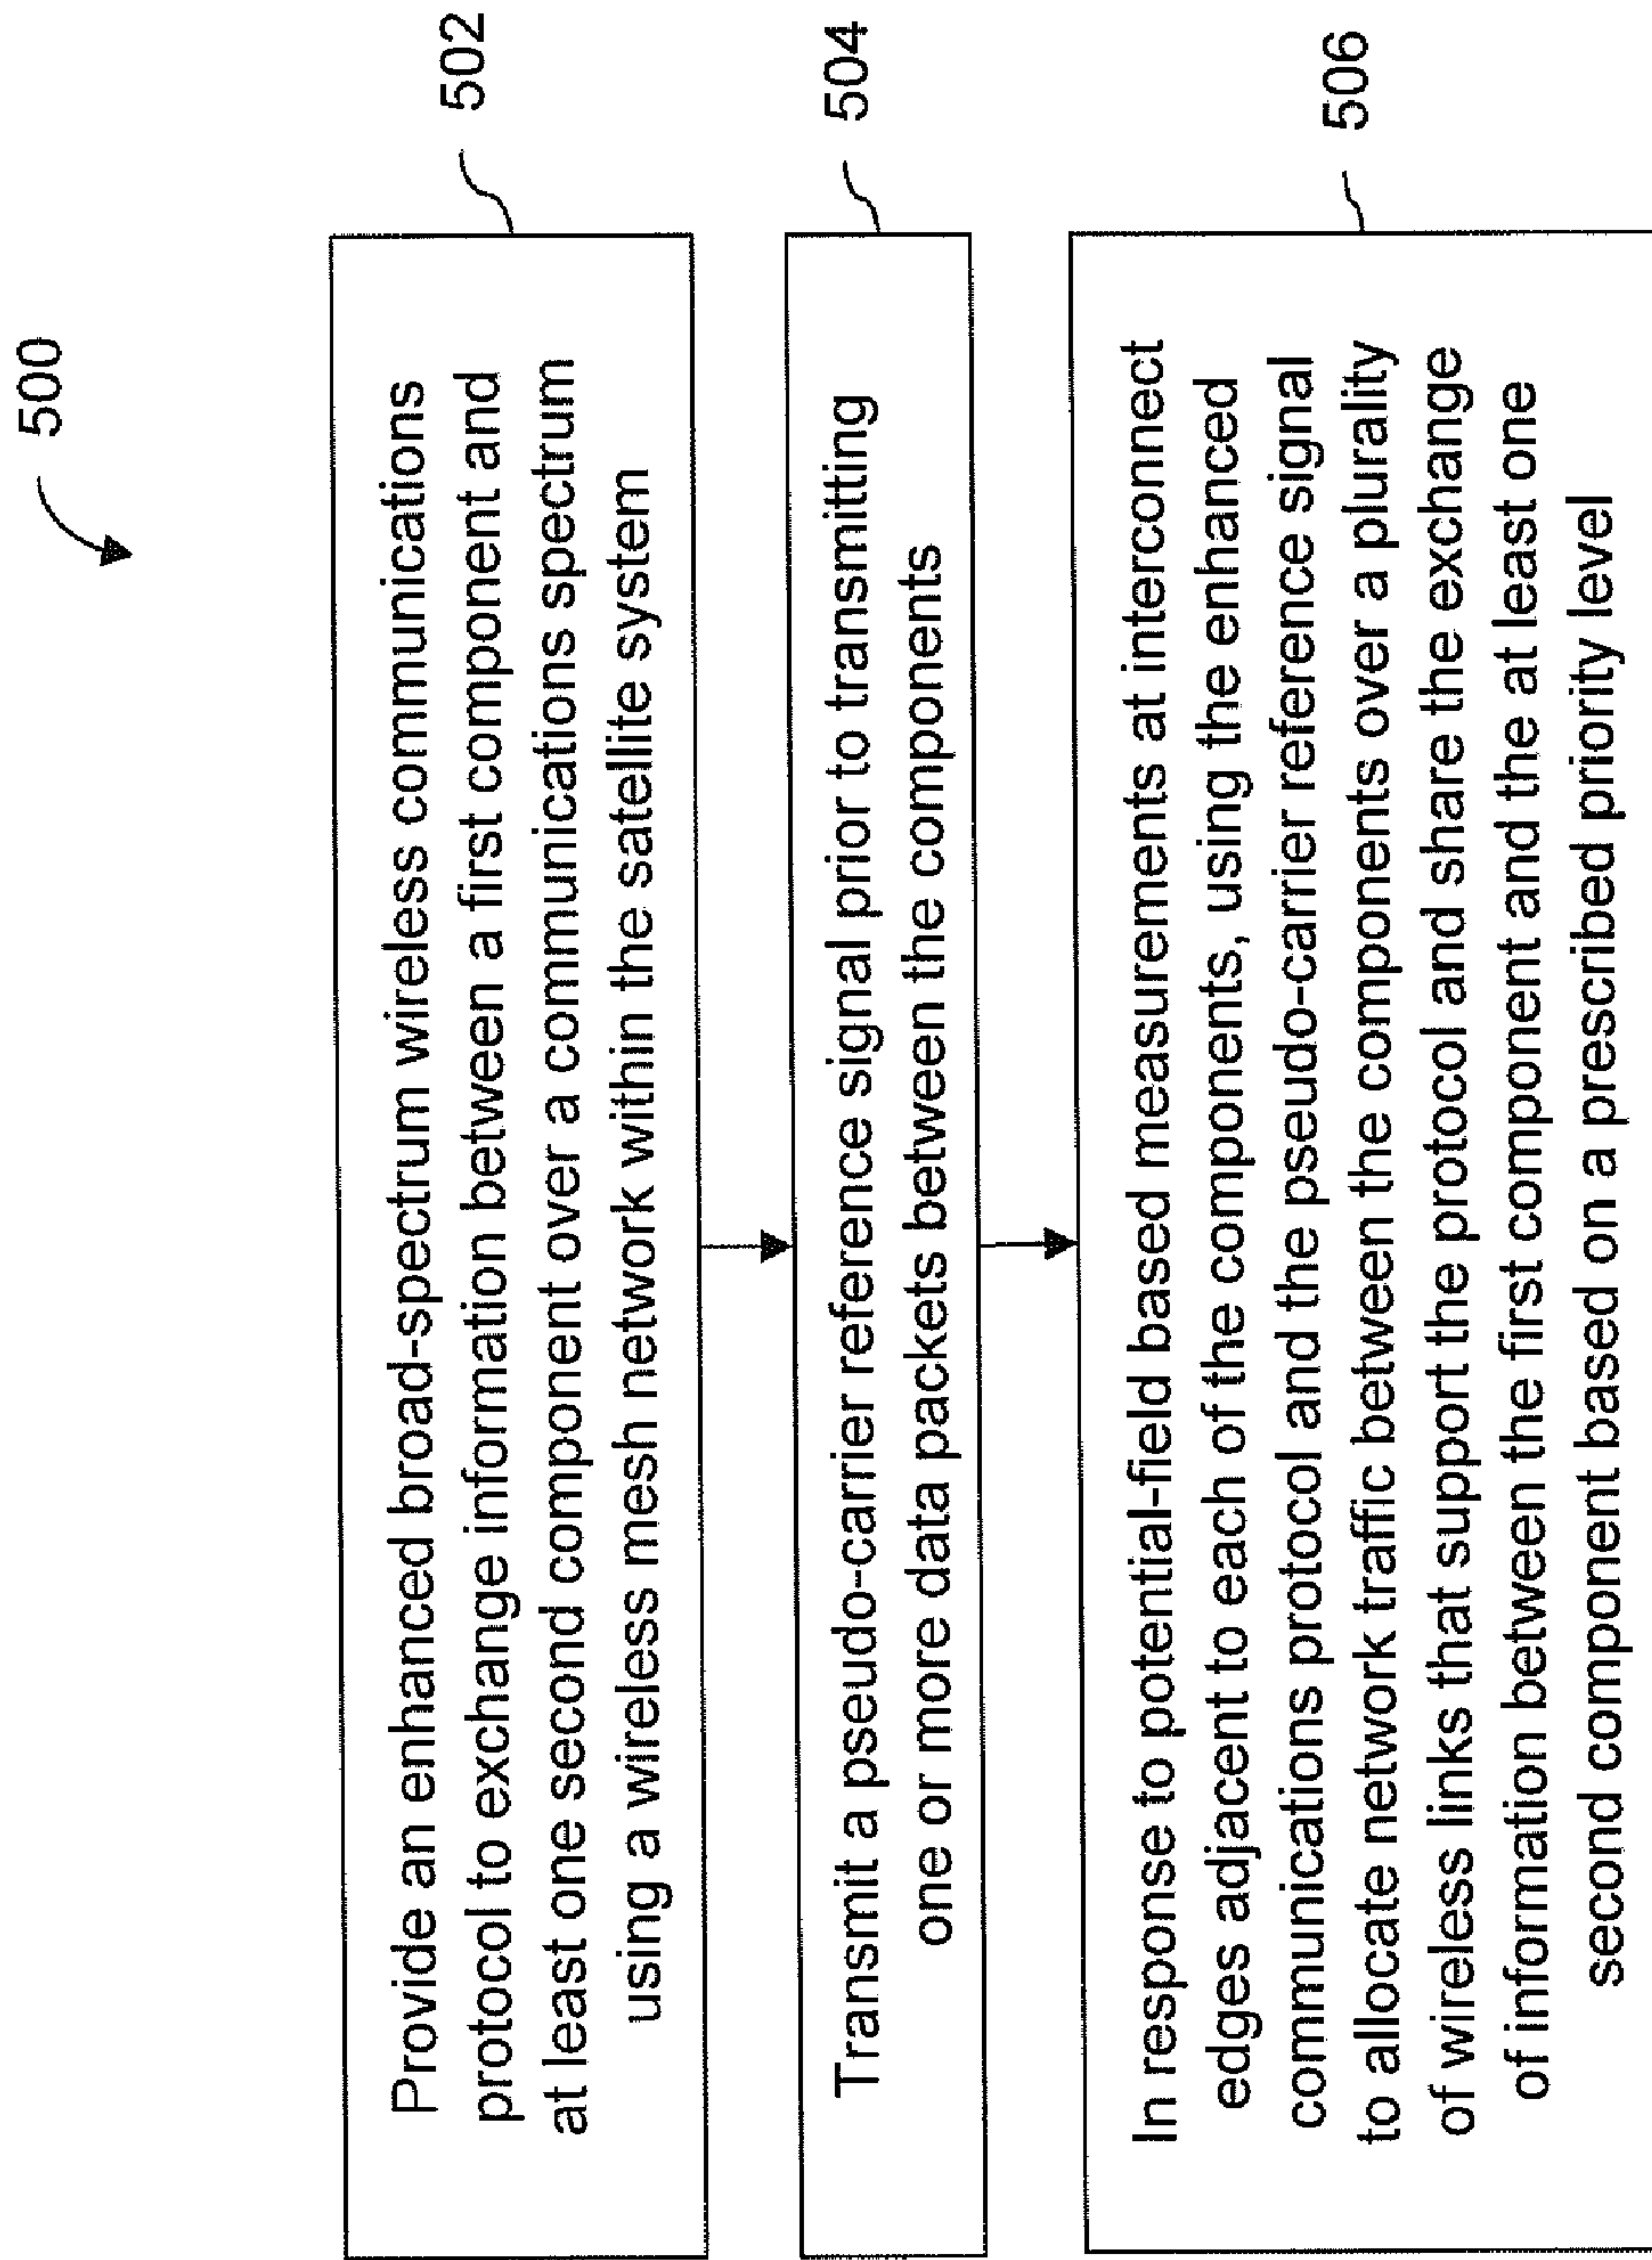 500
502
Provide an enhanced broad-spectrum wireless communications
protocol to exchange information between a first component and
at least one second component over a communications spectrum
using a wireless mesh network within the satellite system
504
Transmit a pseudo-carrier reference signal prior to transmitting
one or more data packets between the components
506
In response to potential-field based measurements at interconnect
edges adjacent to each of the components, using the enhanced
communications protocol and the pseudo-carrier reference signal
to allocate network traffic between the components over a plurality
of wireless links that support the protocol and share the exchange
of information between the first component and the at least one
second component based on a prescribed priority level